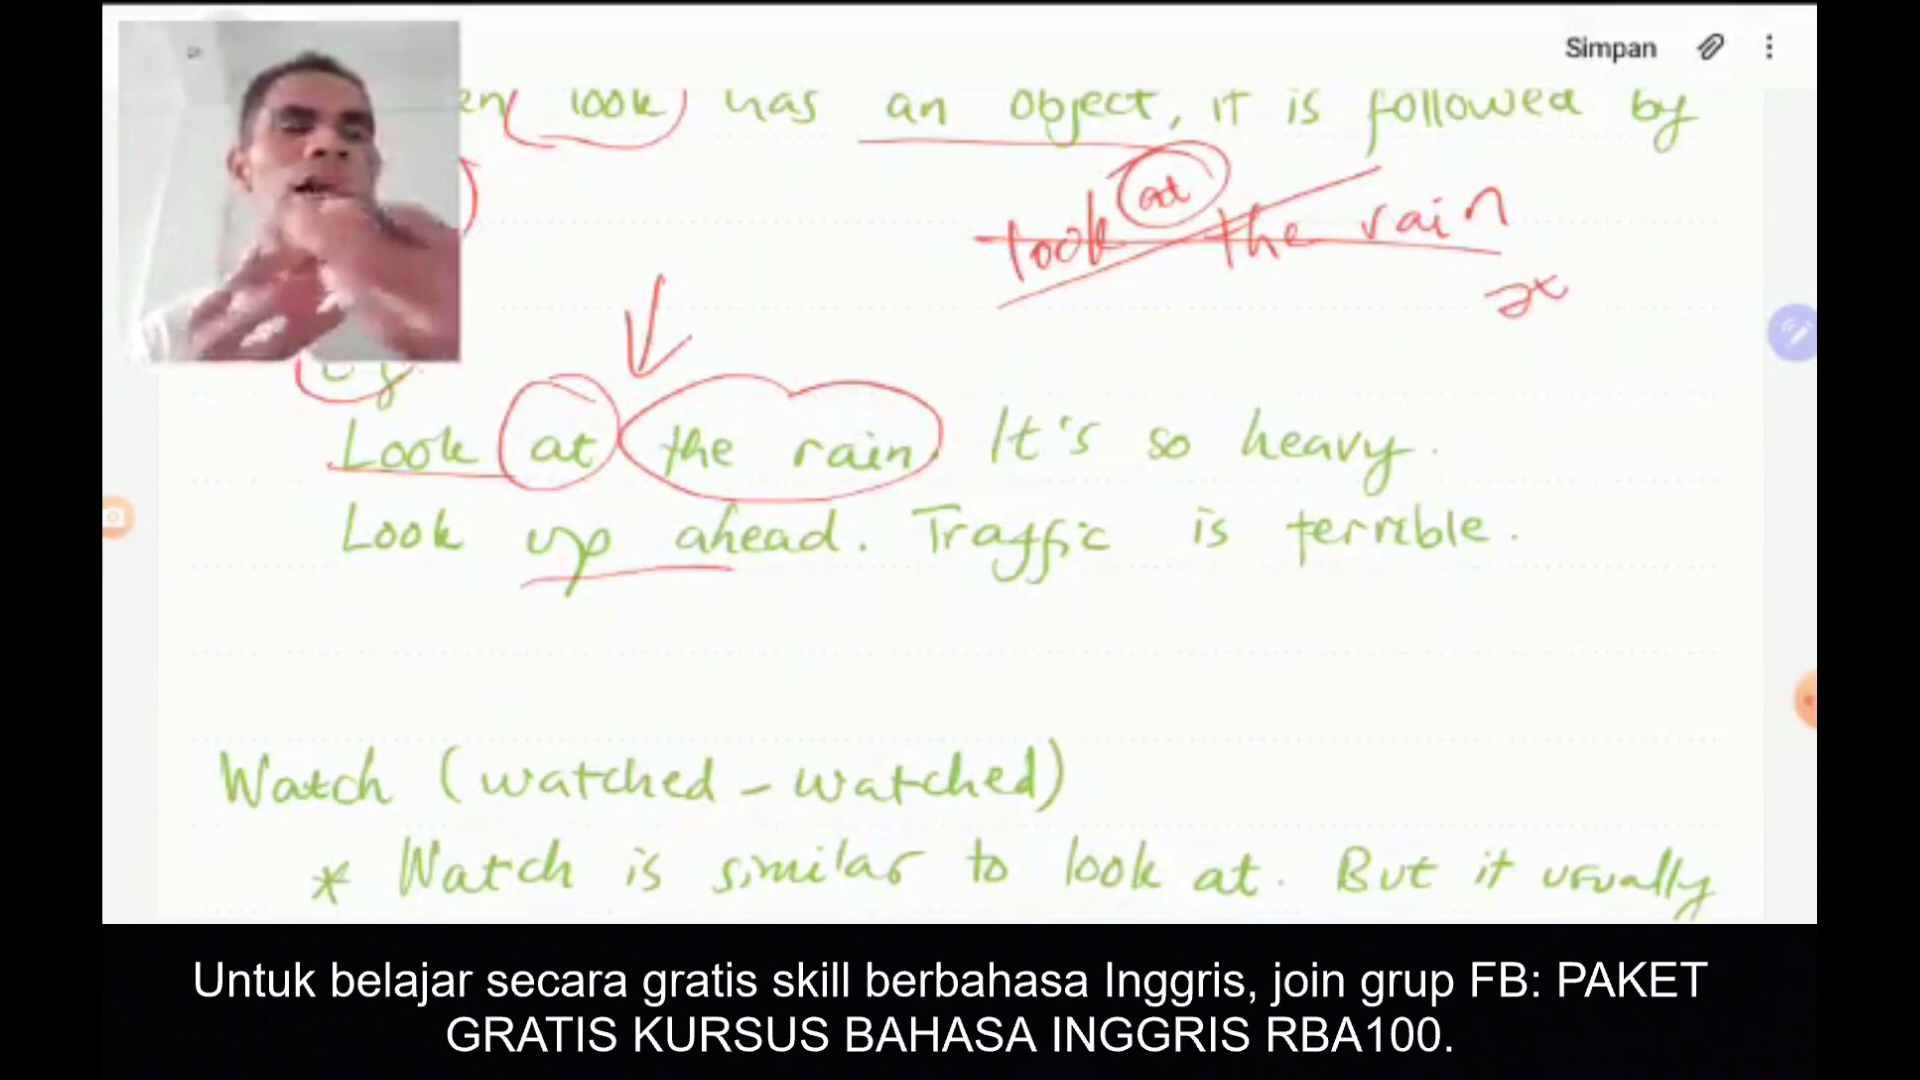 Simpan
look has an object, it is followed by
at
look the rain
eg.
Look at the rain. It's so heavy.
Look up ahead. Traffic is terrible.
Watch (watched - watched)
* Watch is similar to look at. But it usually
Untuk belajar secara gratis skill berbahasa Inggris, join grup FB: PAKET
GRATIS KURSUS BAHASA INGGRIS RBA100.